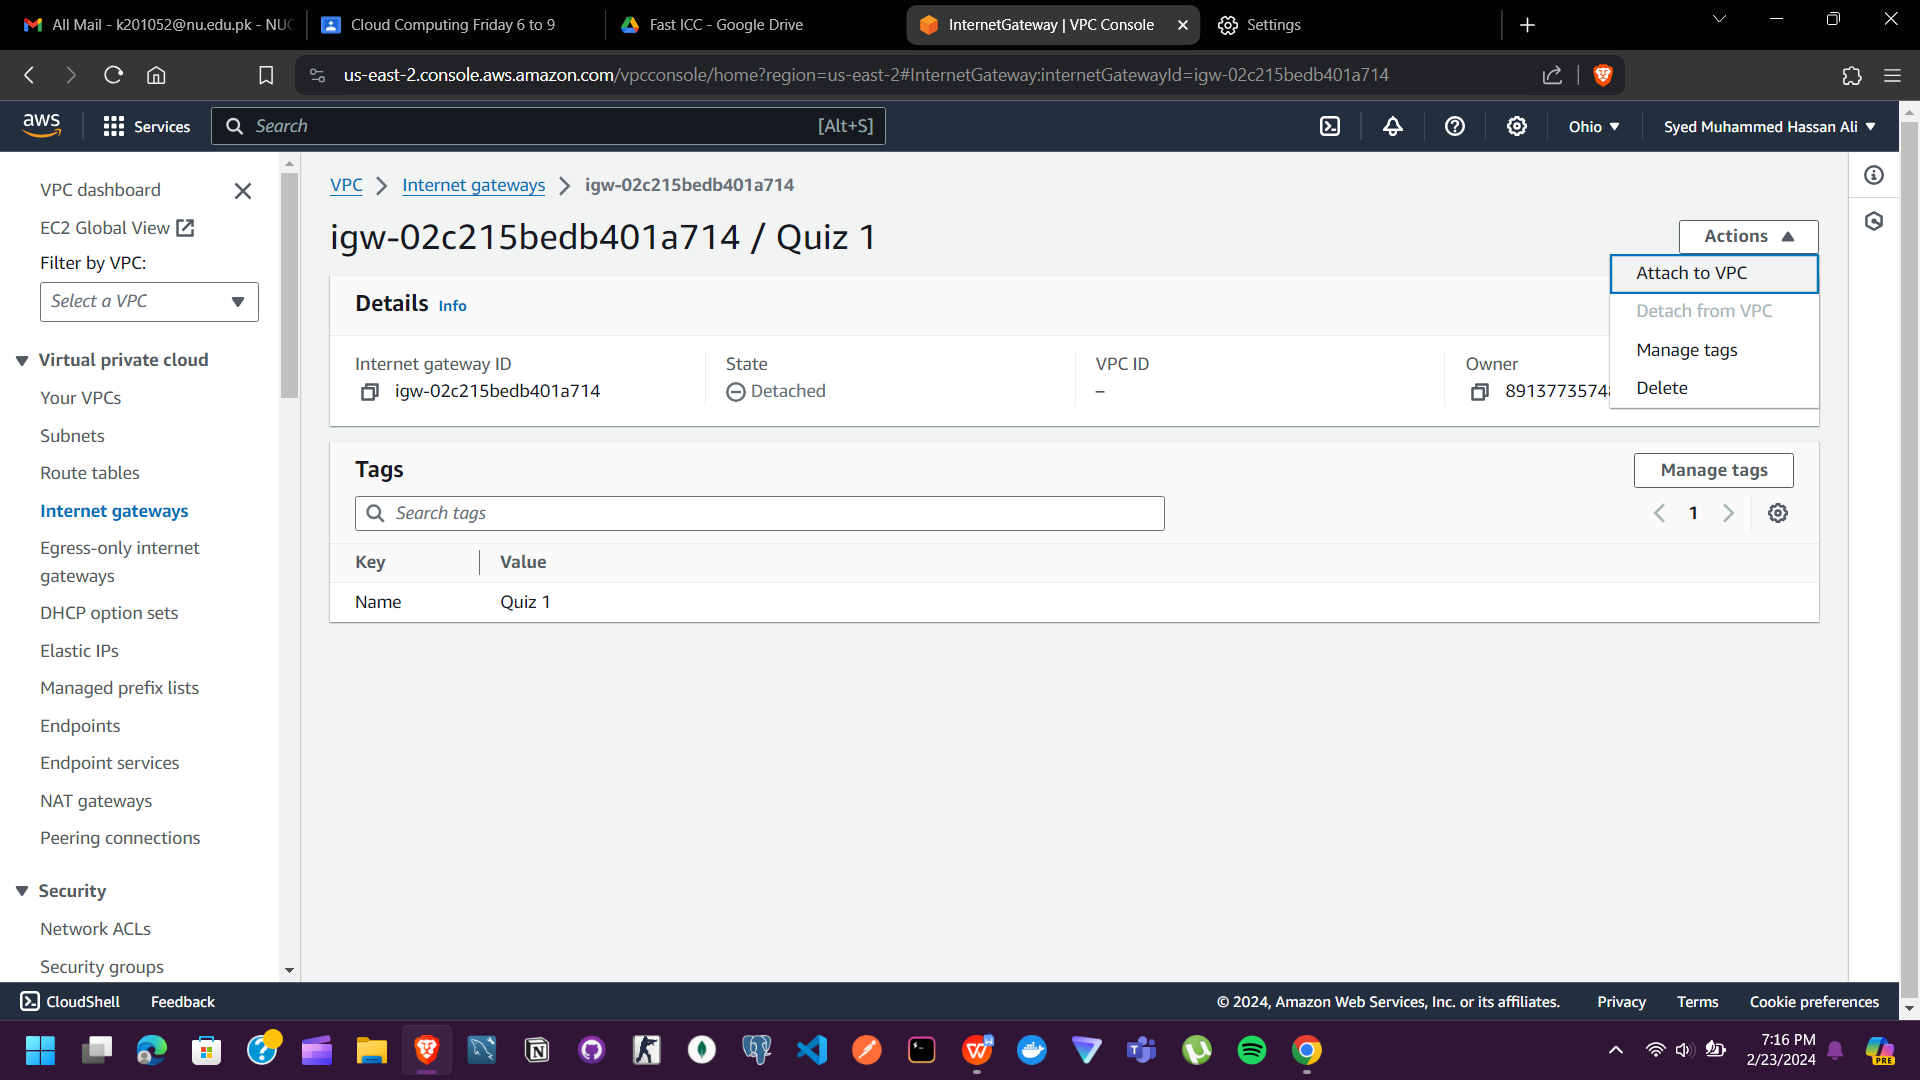 All Mail - k201052@nu.edu.pk - NUC
Cloud Computing Friday 6 to 9
Fast ICC - Google Drive
InternetGateway | VPC Console
Settings
us-east-2.console.aws.amazon.com/vpcconsole/home?region=us-east-2#InternetGateway:internetGatewayId=igw-02c215bedb401a714
aws
Services
Search
[Alt+S]
Ohio
Syed Muhammed Hassan Ali
VPC dashboard
EC2 Global View
Filter by VPC:
Select a VPC
Virtual private cloud
Your VPCs
Subnets
Route tables
Internet gateways
Egress-only internet
gateways
DHCP option sets
Elastic IPs
Managed prefix lists
Endpoints
Endpoint services
NAT gateways
Peering connections
Security
Network ACLs
Security groups
VPC
Internet gateways
igw-02c215bedb401a714
igw-02c215bedb401a714 / Quiz 1
Actions
Attach to VPC
Detach from VPC
Manage tags
Delete
Details Info
Internet gateway ID
igw-02c215bedb401a714
State
Detached
VPC ID
–
Owner
89137735748
Tags
Manage tags
Search tags
1
Key
Value
Name
Quiz 1
CloudShell
Feedback
© 2024, Amazon Web Services, Inc. or its affiliates.
Privacy
Terms
Cookie preferences
7:16 PM
2/23/2024
PRE